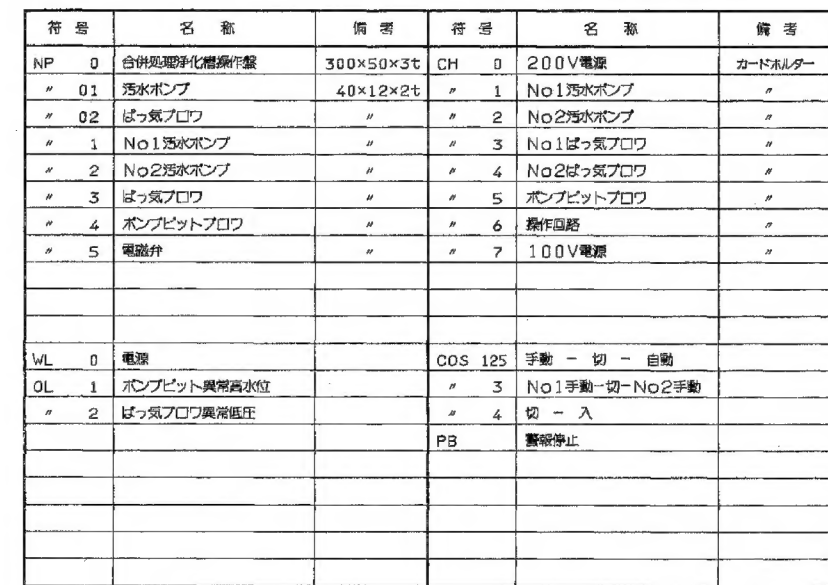 符 号 名 称 備 考 符 号 名 称 備 考
NP 0 合併処理浄化槽操作盤 300×50×3t CH 0 200V電源 カードホルダー
〃 01 汚水ポンプ 40×12×2t 〃 1 No1汚水ポンプ 〃
〃 02 ばっ気ブロワ 〃 〃 2 No2汚水ポンプ 〃
〃 1 No1汚水ポンプ 〃 〃 3 No1ばっ気ブロワ 〃
〃 2 No2汚水ポンプ 〃 〃 4 No2ばっ気ブロワ 〃
〃 3 ばっ気ブロワ 〃 〃 5 ポンプピットブロワ 〃
〃 4 ポンプピットブロワ 〃 〃 6 操作回路 〃
〃 5 電磁弁 〃 〃 7 100V電源 〃
WL 0 電源 COS 125 手動 - 切 - 自動
OL 1 ポンプピット異常高水位 〃 3 No1手動-切-No2手動
〃 2 ばっ気ブロワ異常低圧 〃 4 切 - 入
PB 警報停止